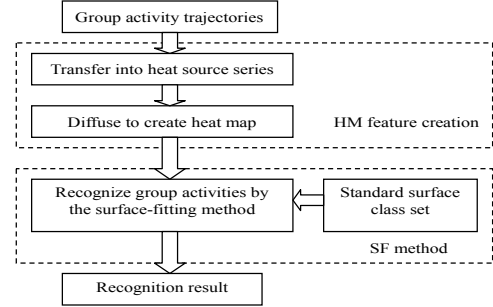 Group activity trajectories
Transfer into heat source series
Diffuse to create heat map
HM feature creation
Recognize group activities by
the surface-fitting method
Standard surface
class set
SF method
Recognition result